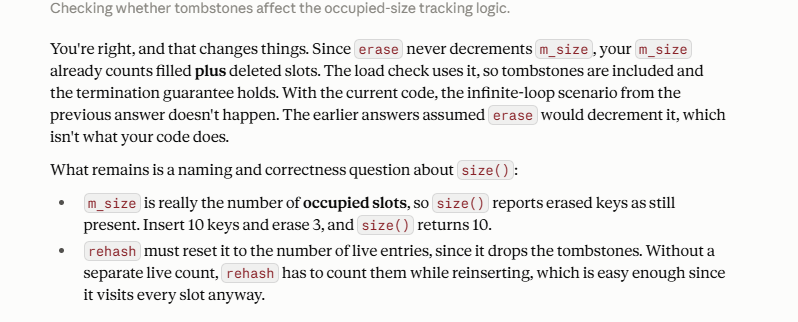 Checking whether tombstones affect the occupied-size tracking logic.
You're right, and that changes things. Since erase never decrements m_size, your m_size
already counts filled plus deleted slots. The load check uses it, so tombstones are included and
the termination guarantee holds. With the current code, the infinite-loop scenario from the
previous answer doesn't happen. The earlier answers assumed erase would decrement it, which
isn't what your code does.
What remains is a naming and correctness question about size():
• m_size is really the number of occupied slots, so size() reports erased keys as still
present. Insert 10 keys and erase 3, and size() returns 10.
• rehash must reset it to the number of live entries, since it drops the tombstones. Without a
separate live count, rehash has to count them while reinserting, which is easy enough since
it visits every slot anyway.